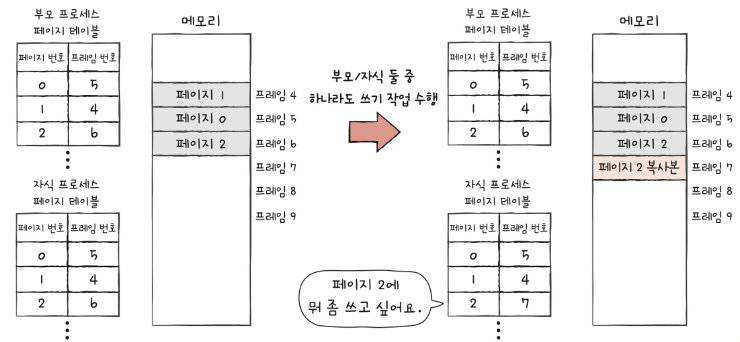 부모 프로세스
페이지 테이블
페이지 번호 프레임 번호
0 5
1 4
2 6
자식 프로세스
페이지 테이블
페이지 번호 프레임 번호
0 5
1 4
2 6
메모리
페이지 1 프레임 4
페이지 0 프레임 5
페이지 2 프레임 6
프레임 7
프레임 8
프레임 9
부모/자식 둘 중
하나라도 쓰기 작업 수행
부모 프로세스
페이지 테이블
페이지 번호 프레임 번호
0 5
1 4
2 6
페이지 2에
뭐 좀 쓰고 싶어요.
자식 프로세스
페이지 테이블
페이지 번호 프레임 번호
0 5
1 4
2 7
메모리
페이지 1 프레임 4
페이지 0 프레임 5
페이지 2 프레임 6
페이지 2 복사본 프레임 7
프레임 8
프레임 9